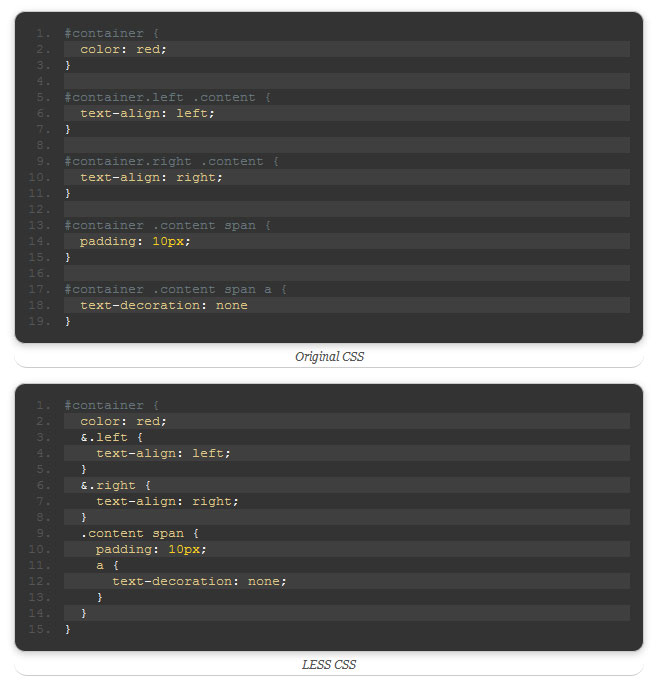 1. #container {
2.   color: red;
3. }
4.
5. #container.left .content {
6.   text-align: left;
7. }
8.
9. #container.right .content {
10.   text-align: right;
11. }
12.
13. #container .content span {
14.   padding: 10px;
15. }
16.
17. #container .content span a {
18.   text-decoration: none
19. }
Original CSS
1. #container {
2.   color: red;
3.   &.left {
4.     text-align: left;
5.   }
6.   &.right {
7.     text-align: right;
8.   }
9.   .content span {
10.     padding: 10px;
11.     a {
12.       text-decoration: none;
13.     }
14.   }
15. }
LESS CSS